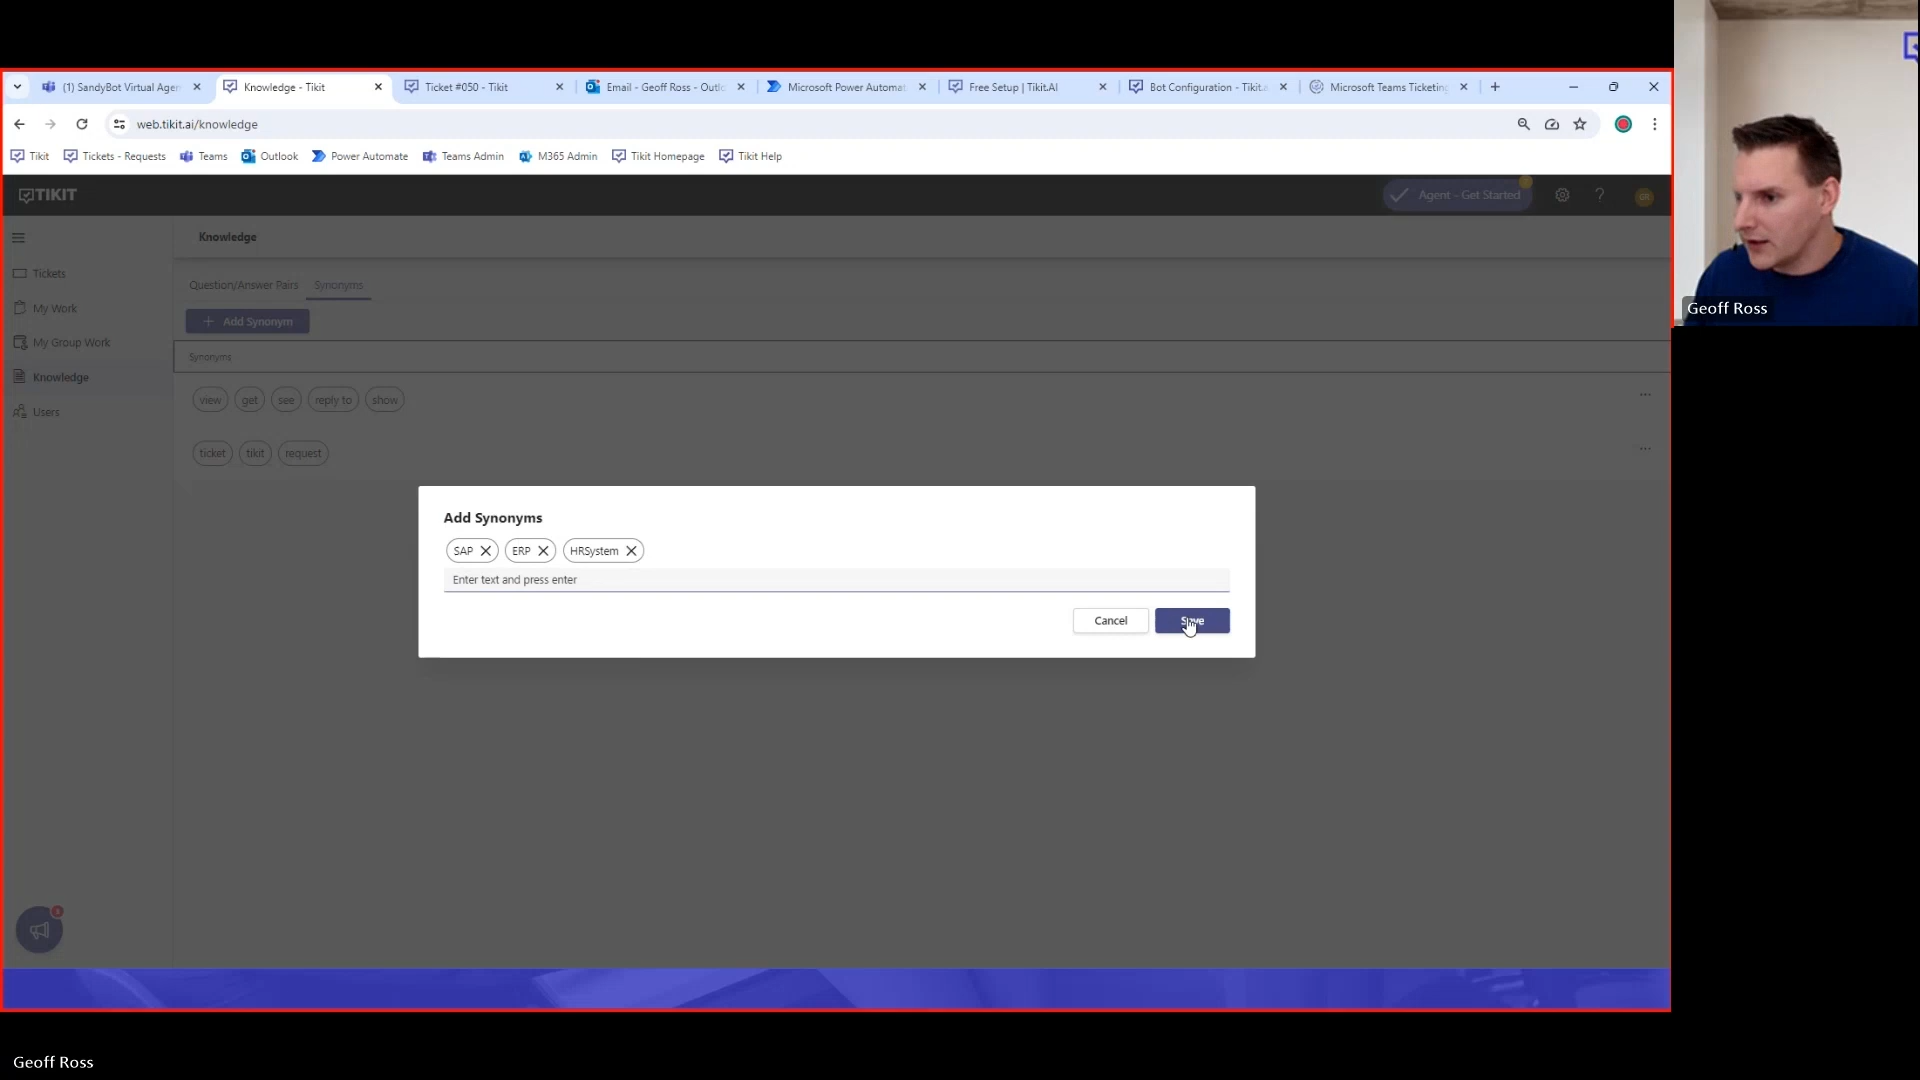 (1) SandyBot Virtual Agen
Knowledge - Tikit
Ticket #050 - Tikit
Email - Geoff Ross - Outlo
Microsoft Power Automat
Free Setup | Tikit.AI
Bot Configuration - Tikit.a
Microsoft Teams Ticketing
web.tikit.ai/knowledge
Tikit
Tickets - Requests
Teams
Outlook
Power Automate
Teams Admin
M365 Admin
Tikit Homepage
Tikit Help
TIKIT
Agent - Get Started
?
GR
Knowledge
Tickets
My Work
My Group Work
Knowledge
Users
Question/Answer Pairs
Synonyms
+ Add Synonym
Synonyms
view get see reply to show
ticket tikit request
Add Synonyms
SAP ERP HRSystem
Enter text and press enter
Cancel
Save
Geoff Ross
Geoff Ross